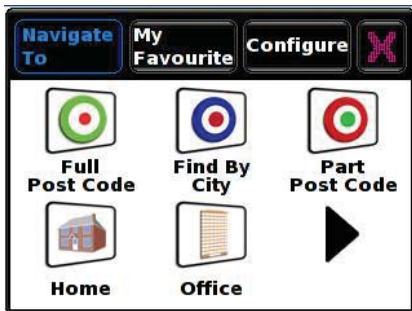 Navigate To
My Favourite
Configure
X
Full Post Code
Find By City
Part Post Code
Home
Office